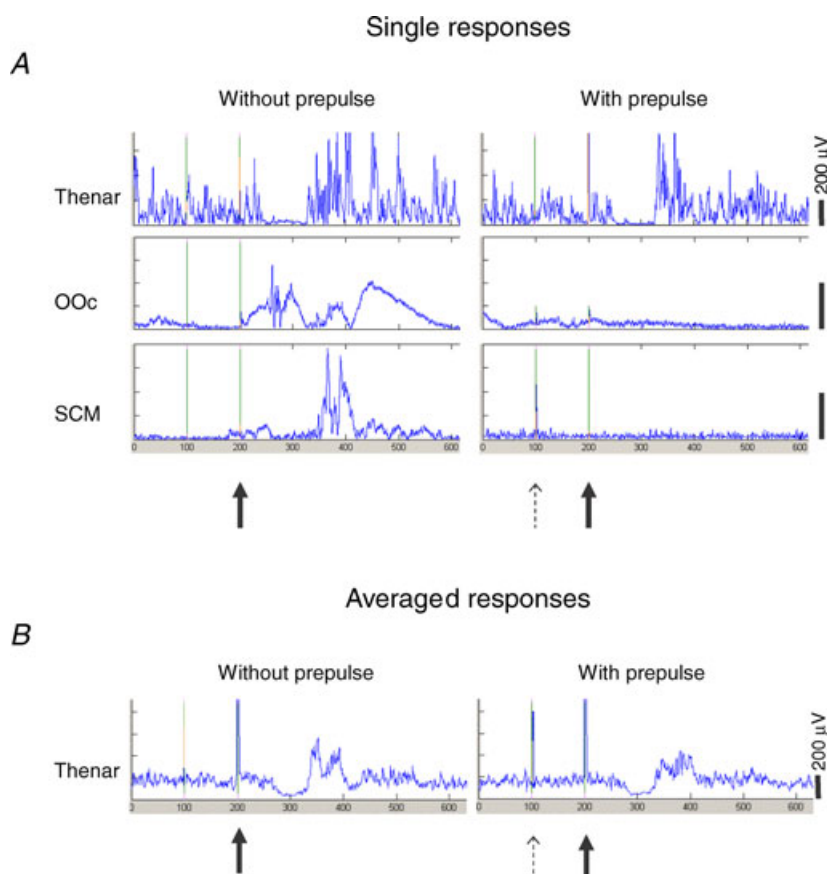 Single responses
A
Without prepulse With prepulse
Thenar
200 µV
OOc
SCM
0 100 200 300 400 500 600 0 100 200 300 400 500 600
Averaged responses
B
Without prepulse With prepulse
Thenar
200 µV
0 100 200 300 400 500 600 0 100 200 300 400 500 600